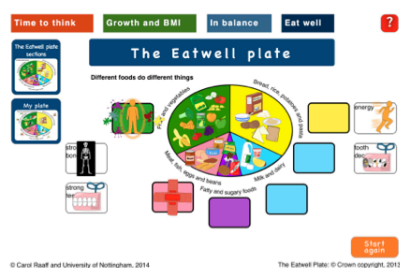 Time to think
Growth and BMI
In balance
Eat well
?
The Eatwell plate
The Eatwell plate
sections
My plate
Different foods do different things
Fruit and vegetables
Bread, rice, potatoes and pasta
Meat, fish, eggs and beans
Milk and dairy
Fatty and sugary foods
energy
tooth
strong
Start
again
© Carol Raaff and University of Nottingham, 2014
The Eatwell Plate: © Crown copyright, 2013